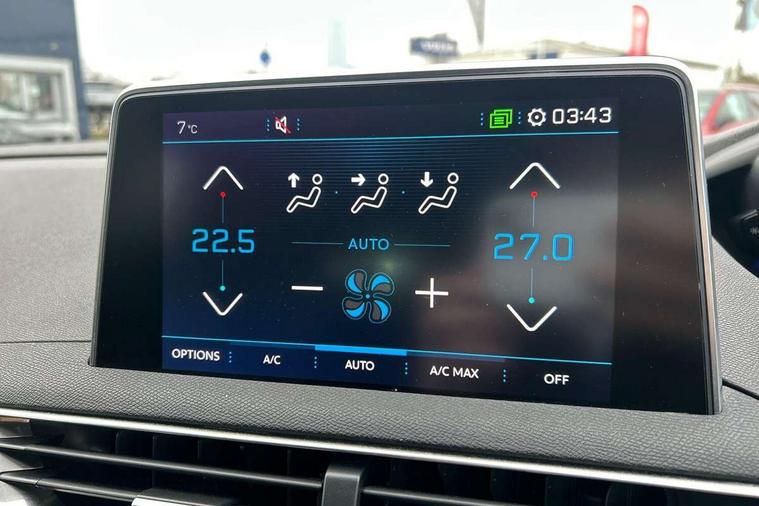 7°C 03:43
22.5 27.0
AUTO
OPTIONS A/C AUTO A/C MAX OFF